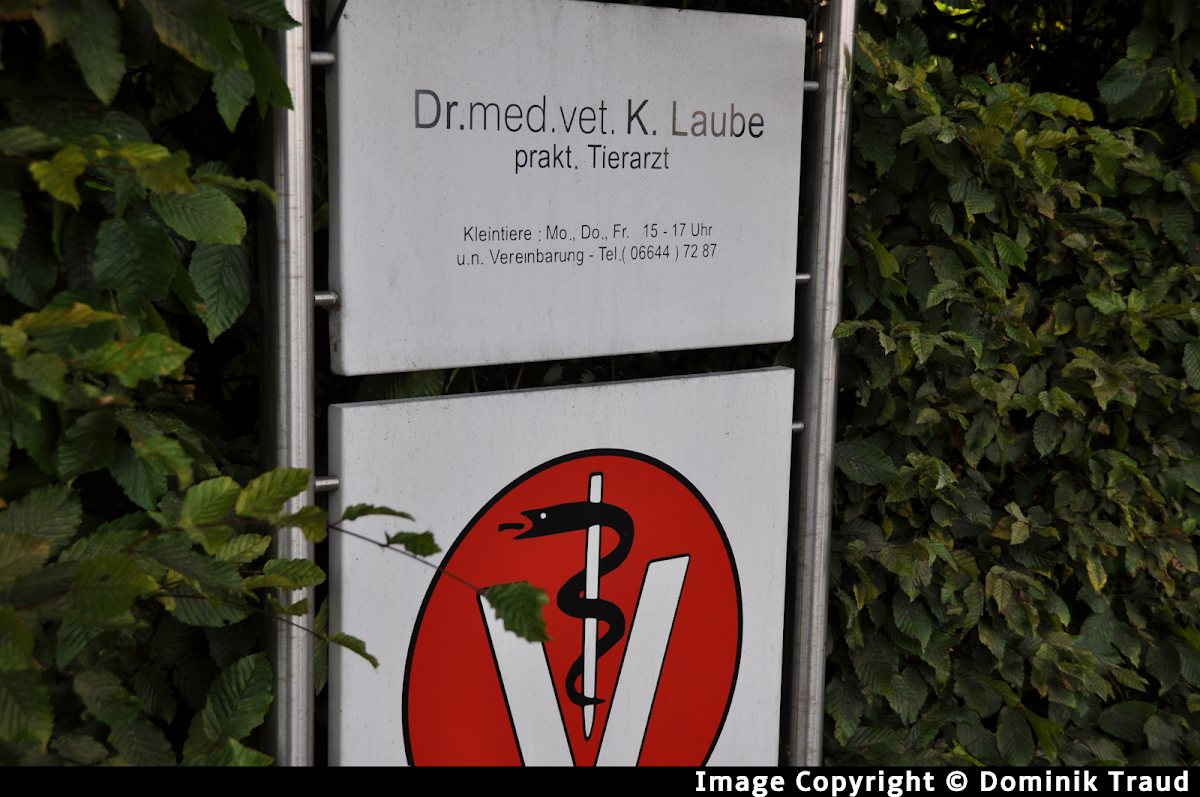 Dr.med.vet. K. Laube
prakt. Tierarzt
Kleintiere : Mo., Do., Fr. 15 - 17 Uhr
u.n. Vereinbarung - Tel.( 06644 ) 72 87
V
Image Copyright © Dominik Traud